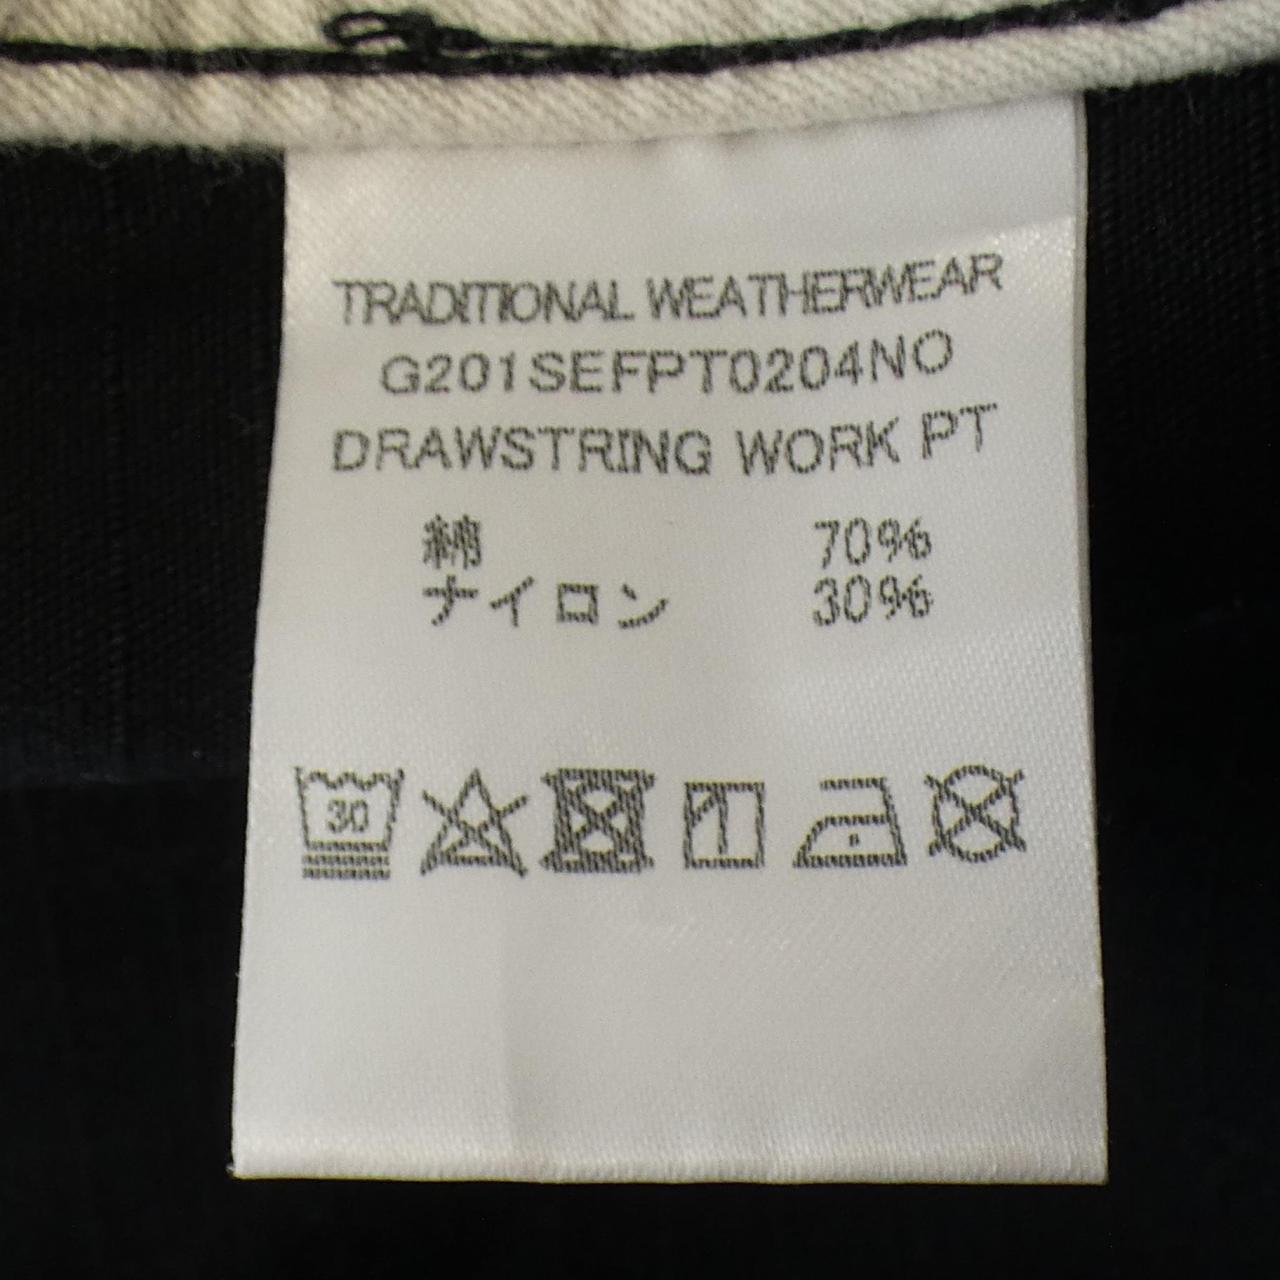 TRADITIONAL WEATHERWEAR
G201SEFPT0204NO
DRAWSTRING WORK PT
綿 70%
ナイロン 30%
30